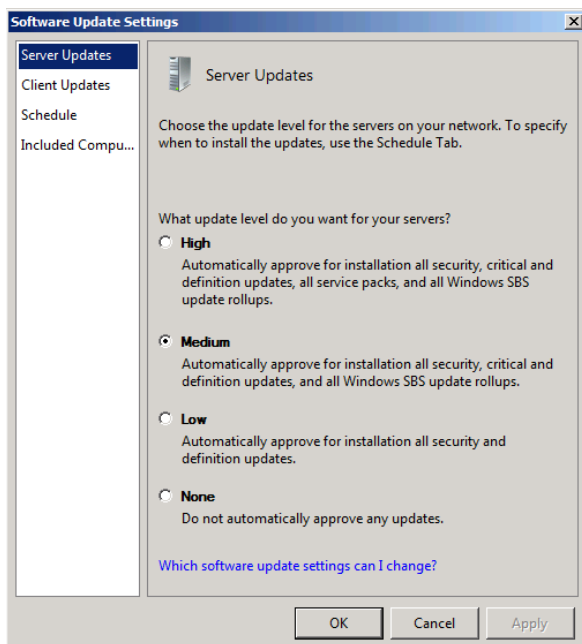 Software Update Settings
Server Updates
Client Updates
Schedule
Included Compu...
Server Updates
Choose the update level for the servers on your network. To specify
when to install the updates, use the Schedule Tab.
What update level do you want for your servers?
High
Automatically approve for installation all security, critical and
definition updates, all service packs, and all Windows SBS
update rollups.
Medium
Automatically approve for installation all security, critical and
definition updates, and all Windows SBS update rollups.
Low
Automatically approve for installation all security and
definition updates.
None
Do not automatically approve any updates.
Which software update settings can I change?
OK
Cancel
Apply